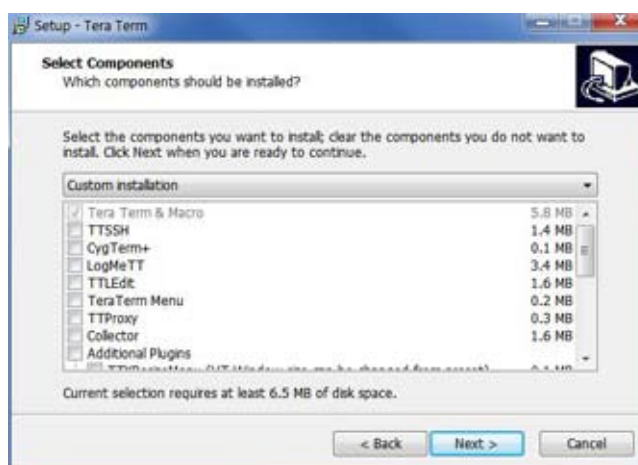 Setup - Tera Term
Select Components
Which components should be installed?
Select the components you want to install; clear the components you do not want to
install. Click Next when you are ready to continue.
Custom installation
Tera Term & Macro 5.8 MB
TTSSH 1.4 MB
CygTerm+ 0.1 MB
LogMeTT 3.4 MB
TTLEdit 1.6 MB
TeraTerm Menu 0.2 MB
TTProxy 0.3 MB
Collector 1.6 MB
Additional Plugins
Current selection requires at least 6.5 MB of disk space.
< Back Next > Cancel